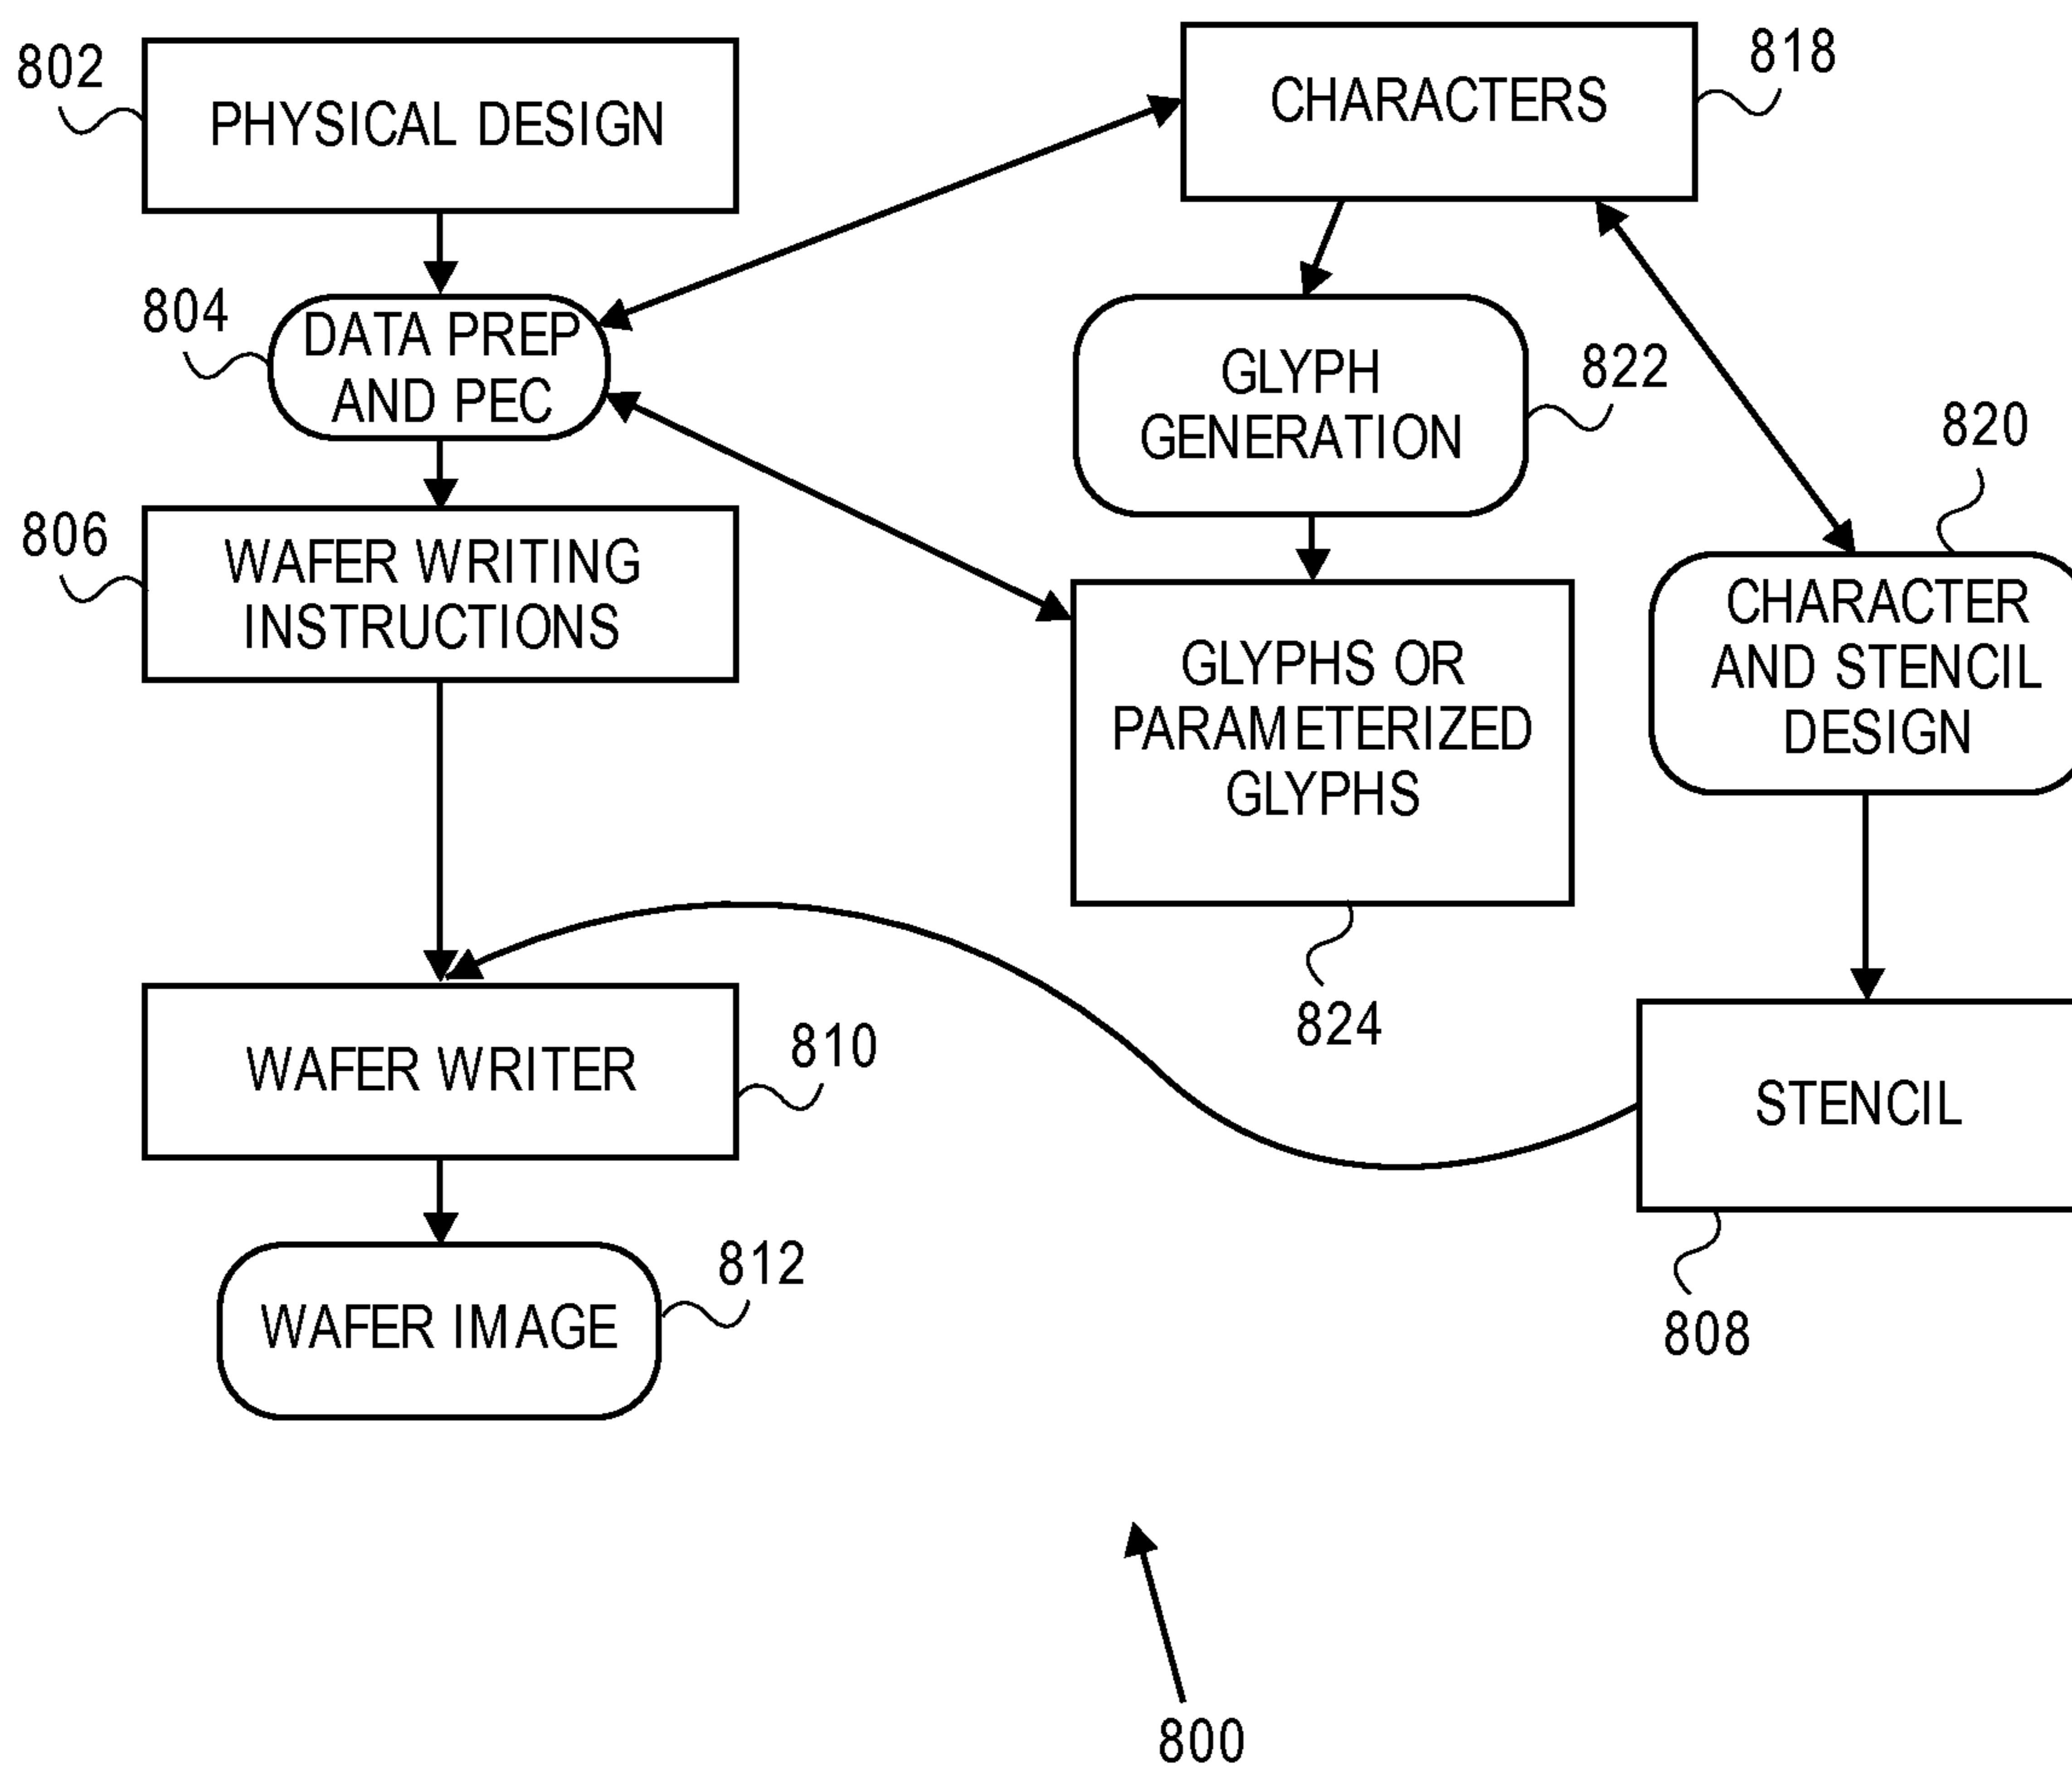 802
PHYSICAL DESIGN
CHARACTERS
818
804
DATA PREP
AND PEC
GLYPH
GENERATION
822
820
806
WAFER WRITING
INSTRUCTIONS
GLYPHS OR
PARAMETERIZED
GLYPHS
824
CHARACTER
AND STENCIL
DESIGN
WAFER WRITER
810
STENCIL
808
WAFER IMAGE
812
800